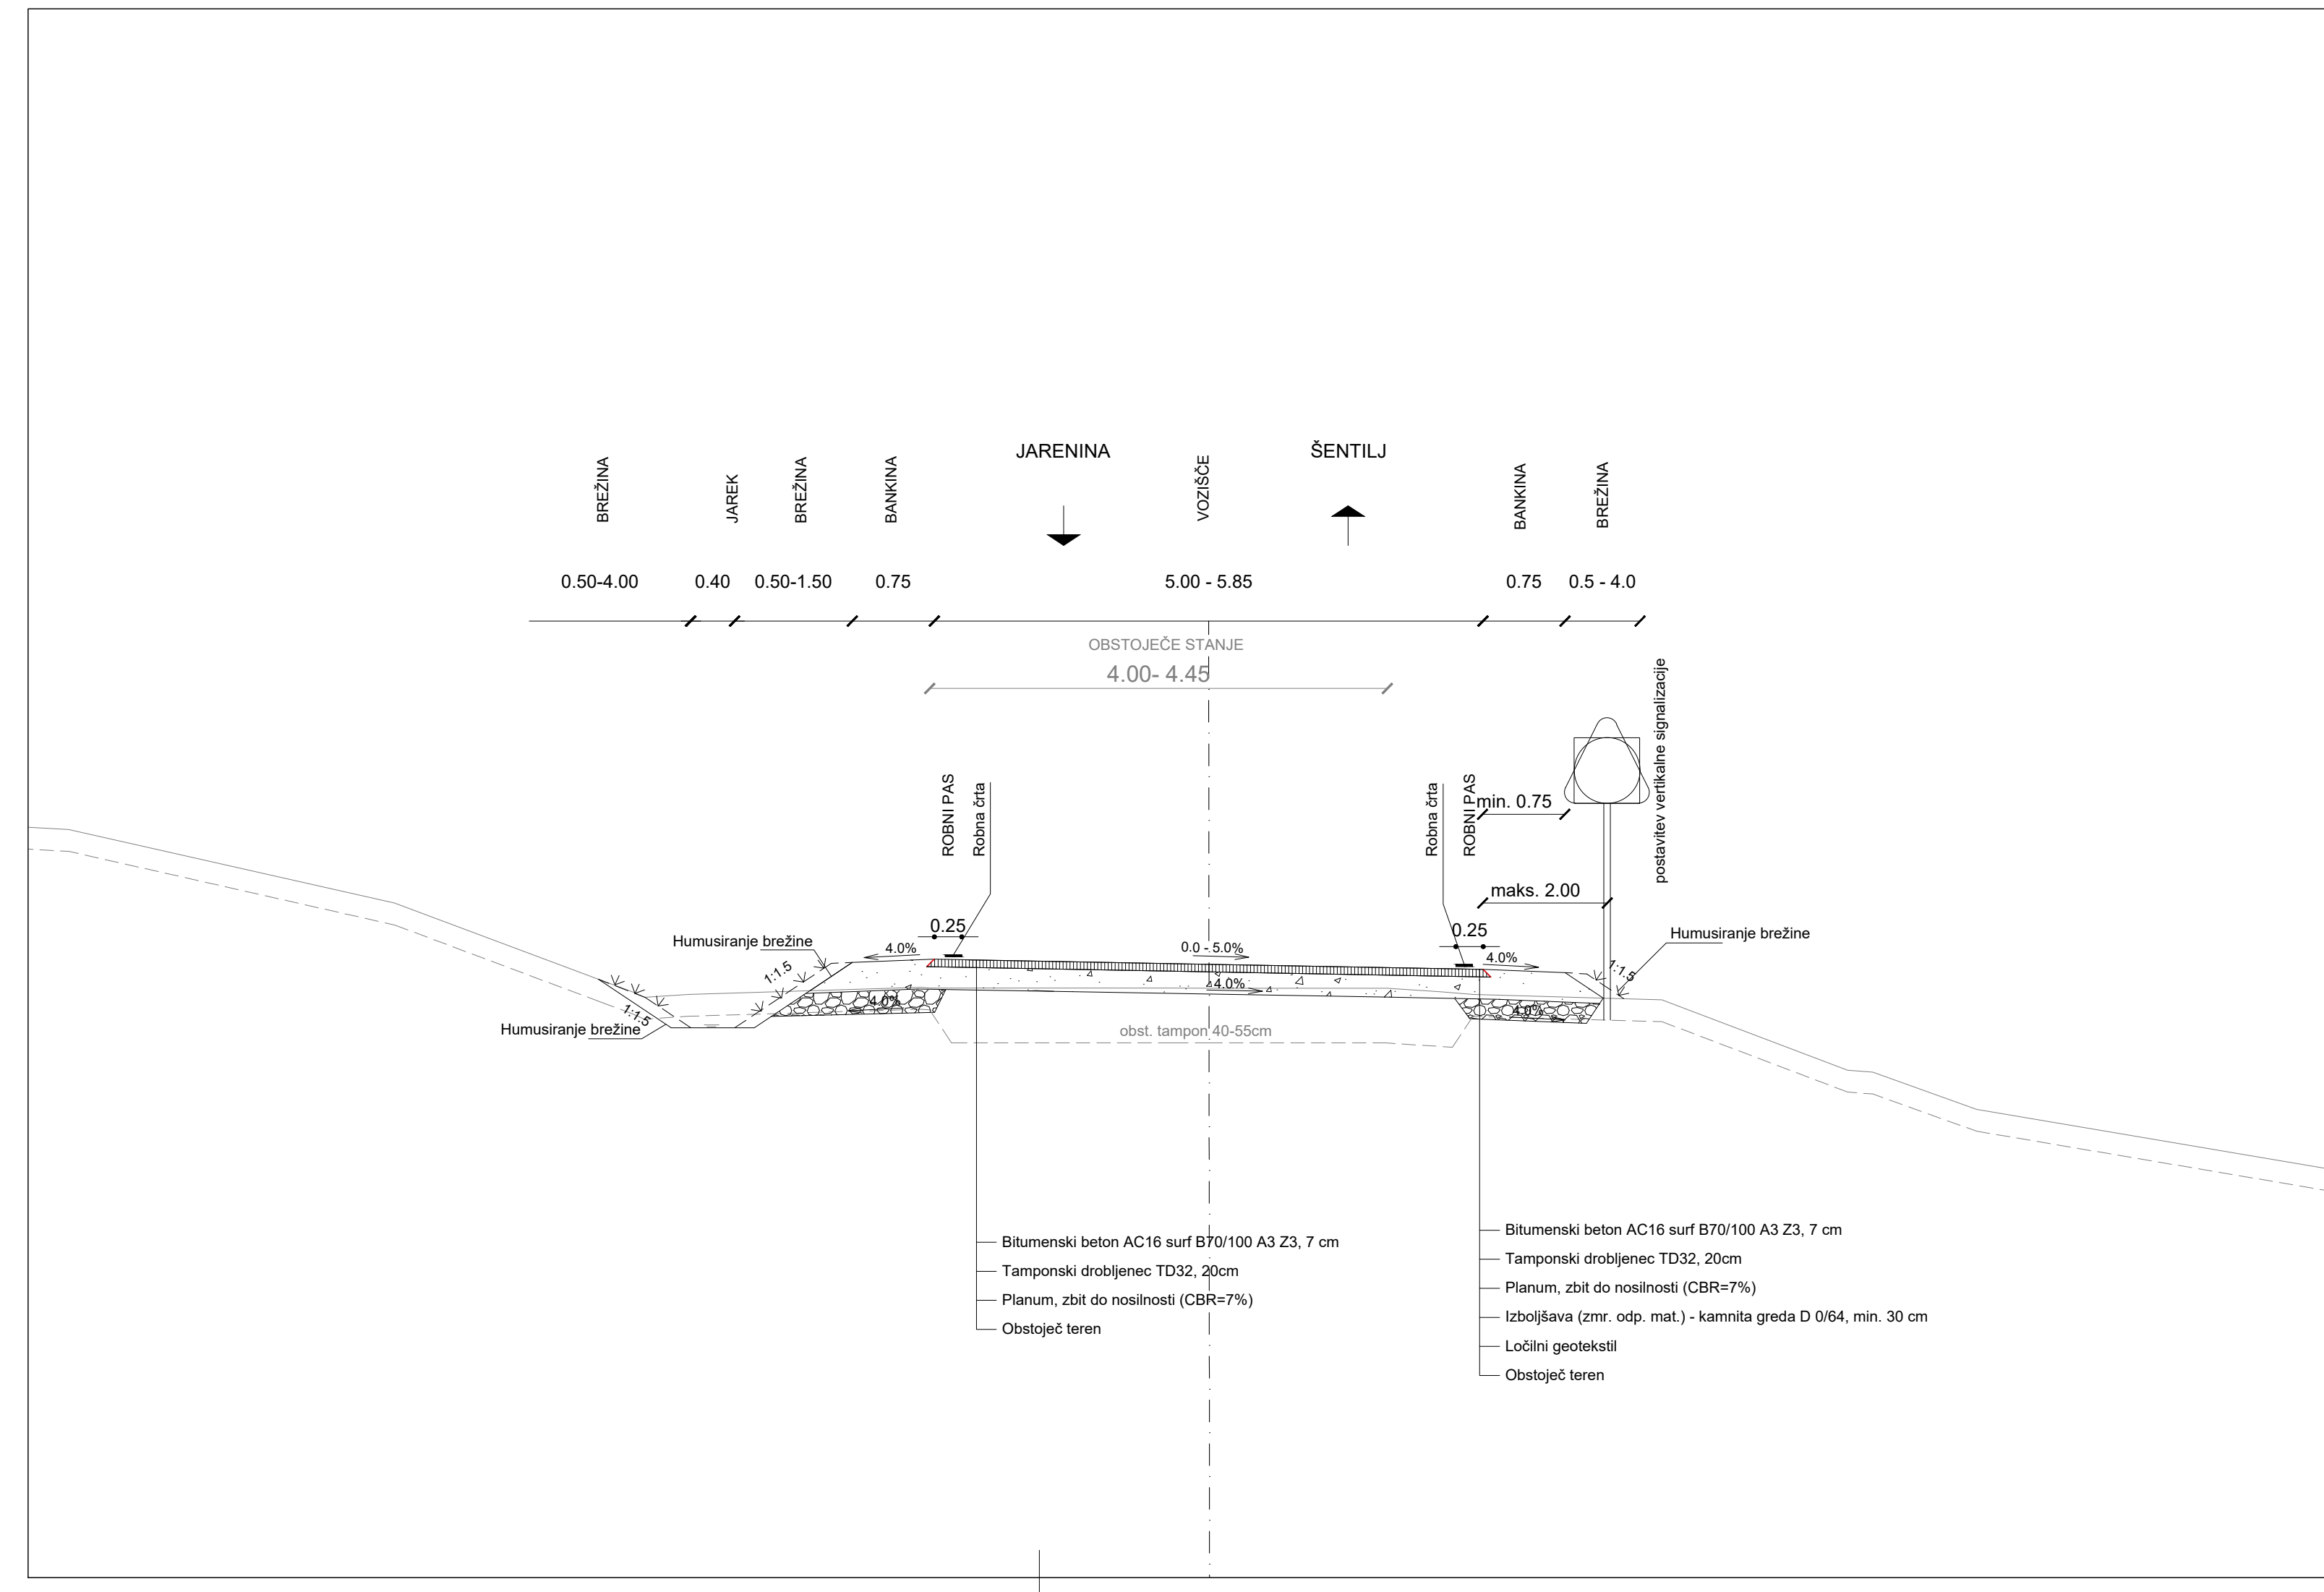 JARENINA
ŠENTILJ
BREŽINA
JAREK
BREŽINA
BANKINA
VOZIŠČE
BANKINA
BREŽINA
0.50-4.00
0.40
0.50-1.50
0.75
5.00 - 5.85
0.75
0.5 - 4.0
OBSTOJEČE STANJE
4.00- 4.45
postavitev vertikalne signalizacije
ROBNI PAS
Robna črta
Robna črta
ROBNI PAS
min. 0.75
maks. 2.00
0.25
0.25
Humusiranje brežine
4.0%
0.0 - 5.0%
4.0%
Humusiranje brežine
1:1.5
1:1.5
4.0%
4.0%
4.0%
1:1.5
Humusiranje brežine
obst. tampon 40-55cm
Bitumenski beton AC16 surf B70/100 A3 Z3, 7 cm
Tamponski drobljenec TD32, 20cm
Planum, zbit do nosilnosti (CBR=7%)
Obstoječ teren
Bitumenski beton AC16 surf B70/100 A3 Z3, 7 cm
Tamponski drobljenec TD32, 20cm
Planum, zbit do nosilnosti (CBR=7%)
Izboljšava (zmr. odp. mat.) - kamnita greda D 0/64, min. 30 cm
Ločilni geotekstil
Obstoječ teren